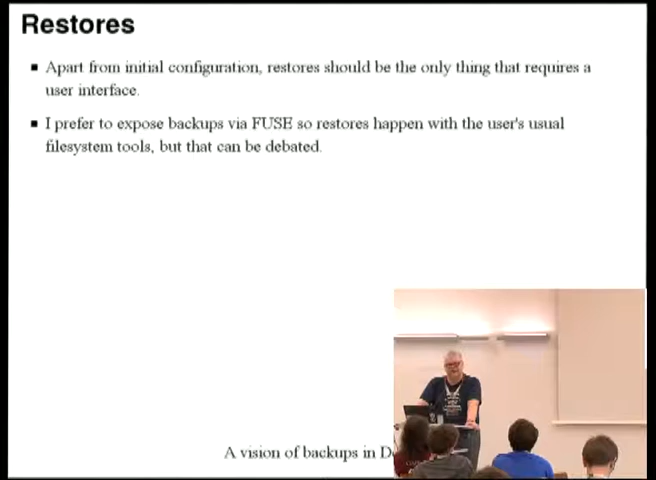 Restores
Apart from initial configuration, restores should be the only thing that requires a
user interface.
I prefer to expose backups via FUSE so restores happen with the user's usual
filesystem tools, but that can be debated.
A vision of backups in D